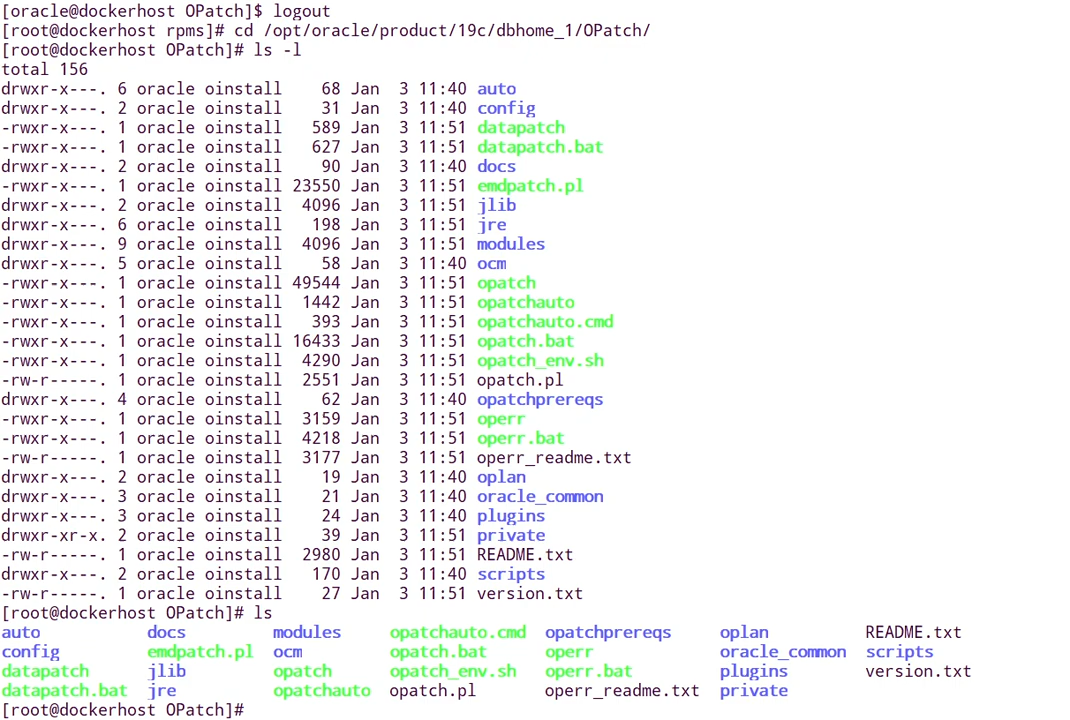 [oracle@dockerhost OPatch]$ logout
[root@dockerhost rpms]# cd /opt/oracle/product/19c/dbhome_1/OPatch/
[root@dockerhost OPatch]# ls -l
total 156
drwxr-x---. 6 oracle oinstall    68 Jan  3 11:40 auto
drwxr-x---. 2 oracle oinstall    31 Jan  3 11:40 config
-rwxr-x---. 1 oracle oinstall   589 Jan  3 11:51 datapatch
-rwxr-x---. 1 oracle oinstall   627 Jan  3 11:51 datapatch.bat
drwxr-x---. 2 oracle oinstall    90 Jan  3 11:40 docs
-rwxr-x---. 1 oracle oinstall 23550 Jan  3 11:51 emdpatch.pl
drwxr-x---. 2 oracle oinstall  4096 Jan  3 11:51 jlib
drwxr-x---. 6 oracle oinstall   198 Jan  3 11:51 jre
drwxr-x---. 9 oracle oinstall  4096 Jan  3 11:51 modules
drwxr-x---. 5 oracle oinstall    58 Jan  3 11:40 ocm
-rwxr-x---. 1 oracle oinstall 49544 Jan  3 11:51 opatch
-rwxr-x---. 1 oracle oinstall  1442 Jan  3 11:51 opatchauto
-rwxr-x---. 1 oracle oinstall   393 Jan  3 11:51 opatchauto.cmd
-rwxr-x---. 1 oracle oinstall 16433 Jan  3 11:51 opatch.bat
-rwxr-x---. 1 oracle oinstall  4290 Jan  3 11:51 opatch_env.sh
-rw-r-----. 1 oracle oinstall  2551 Jan  3 11:51 opatch.pl
drwxr-x---. 4 oracle oinstall    62 Jan  3 11:40 opatchprereqs
-rwxr-x---. 1 oracle oinstall  3159 Jan  3 11:51 operr
-rwxr-x---. 1 oracle oinstall  4218 Jan  3 11:51 operr.bat
-rw-r-----. 1 oracle oinstall  3177 Jan  3 11:51 operr_readme.txt
drwxr-x---. 2 oracle oinstall    19 Jan  3 11:40 oplan
drwxr-x---. 3 oracle oinstall    21 Jan  3 11:40 oracle_common
drwxr-x---. 3 oracle oinstall    24 Jan  3 11:40 plugins
drwxr-xr-x. 2 oracle oinstall    39 Jan  3 11:51 private
-rw-r-----. 1 oracle oinstall  2980 Jan  3 11:51 README.txt
drwxr-x---. 2 oracle oinstall   170 Jan  3 11:40 scripts
-rw-r-----. 1 oracle oinstall    27 Jan  3 11:51 version.txt
[root@dockerhost OPatch]# ls
auto           docs         modules     opatchauto.cmd  opatchprereqs     oplan          README.txt
config         emdpatch.pl  ocm         opatch.bat      operr             oracle_common  scripts
datapatch      jlib         opatch      opatch_env.sh   operr.bat         plugins        version.txt
datapatch.bat  jre          opatchauto  opatch.pl       operr_readme.txt  private
[root@dockerhost OPatch]#